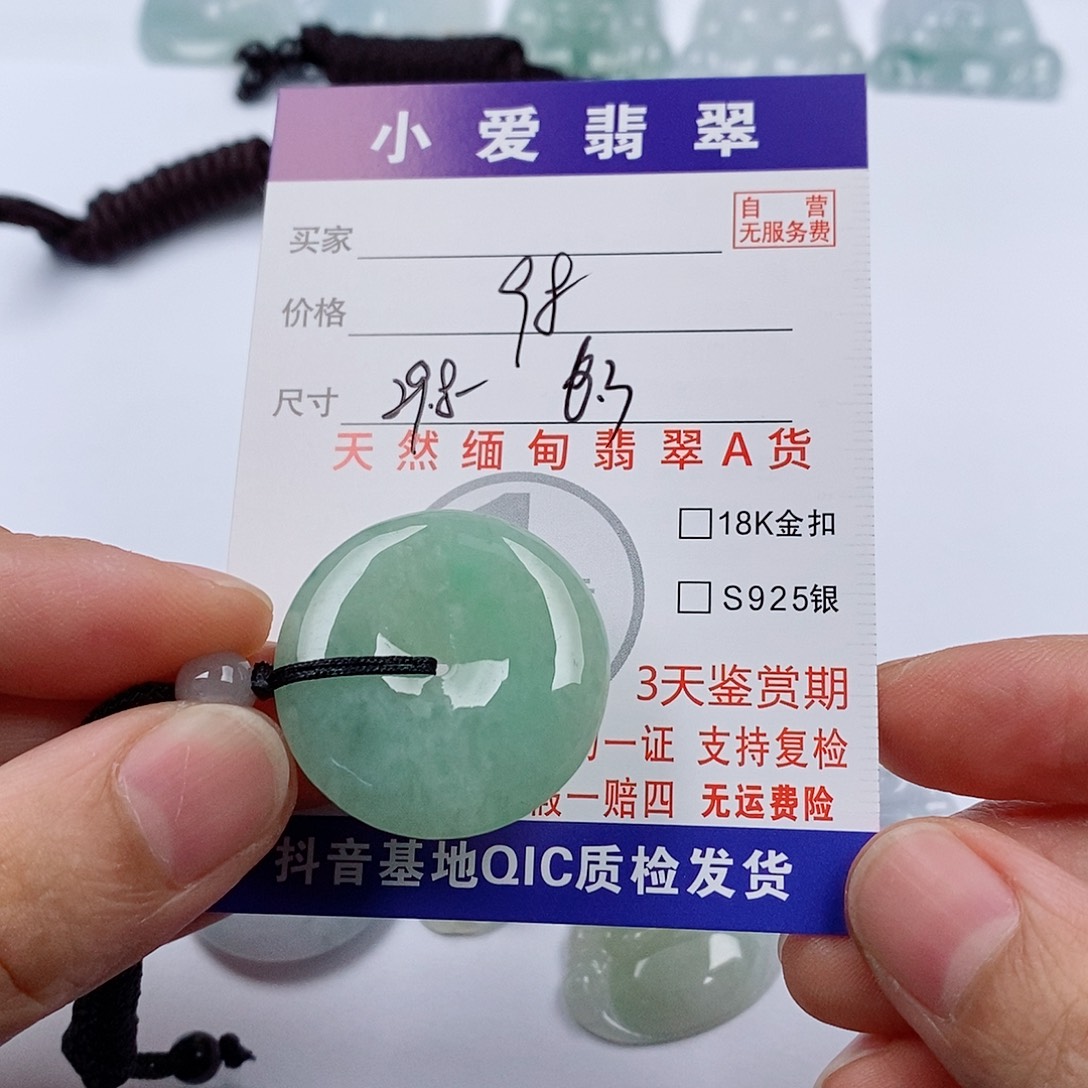 小爱翡翠
自营
无服务费
买家
价格 98
尺寸 29.8 6.3
天然缅甸翡翠A货
1
18K金扣
S925银
3天鉴赏期
一证 支持复检
假一赔四 无运费险
抖音基地QIC质检发货